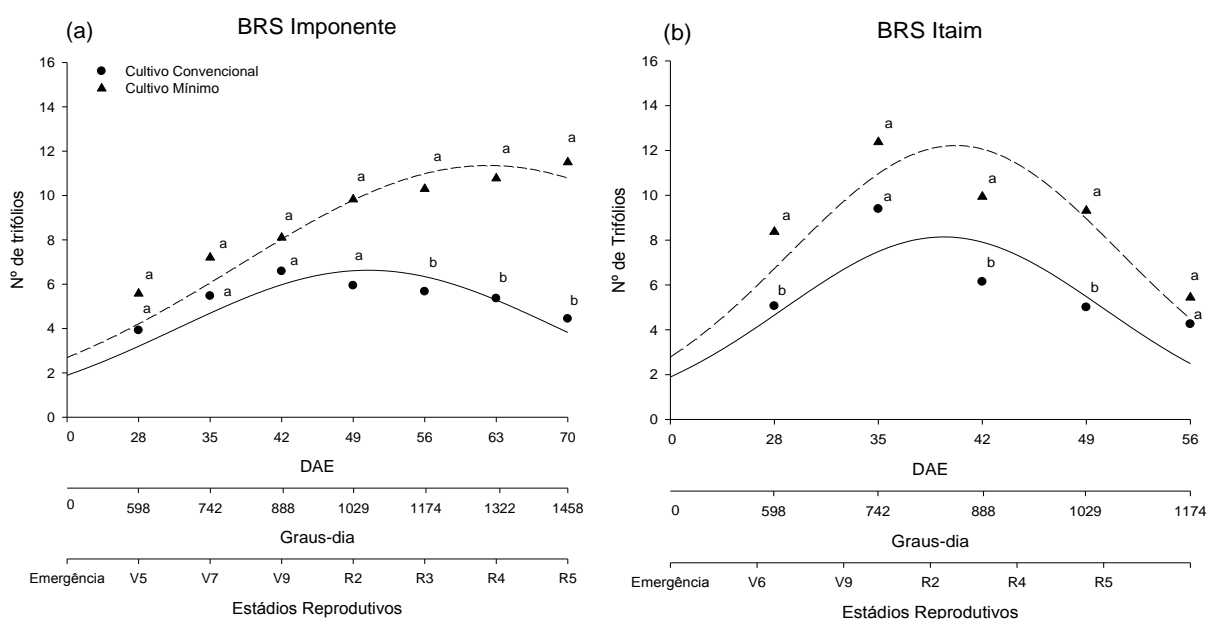 (a)
BRS Imponente
16
Cultivo Convencional
Cultivo Mínimo
14
12
10
8
6
4
2
0
Nº de trifólios
a a a a a a a
a a a a b b b
0 28 35 42 49 56 63 70
DAE
0 598 742 888 1029 1174 1322 1458
Graus-dia
Emergência V5 V7 V9 R2 R3 R4 R5
Estádios Reprodutivos
(b)
BRS Itaim
16
14
12
10
8
6
4
2
0
Nº de Trifólios
a a a a a
b a b b a
0 28 35 42 49 56
DAE
0 598 742 888 1029 1174
Graus-dia
Emergência V6 V9 R2 R4 R5
Estádios Reprodutivos